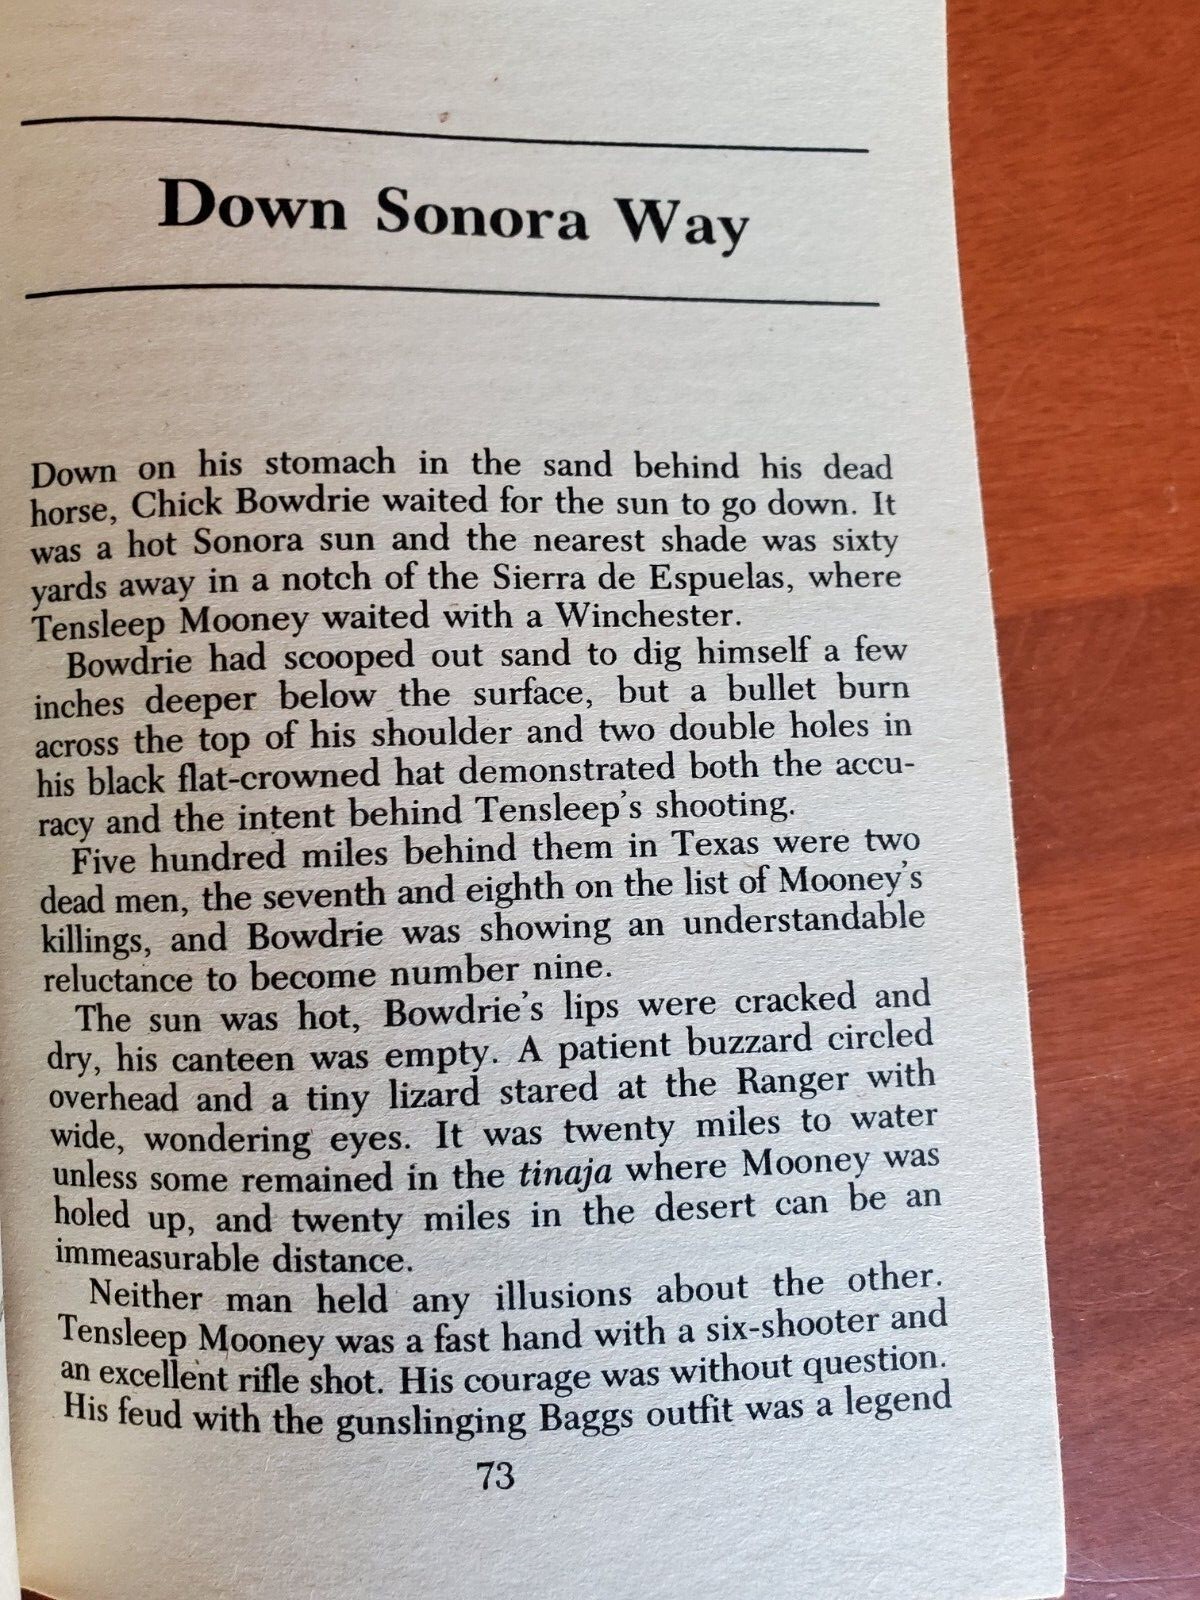 Down Sonora Way
Down on his stomach in the sand behind his dead
horse, Chick Bowdrie waited for the sun to go down. It
was a hot Sonora sun and the nearest shade was sixty
yards away in a notch of the Sierra de Espuelas, where
Tensleep Mooney waited with a Winchester.
Bowdrie had scooped out sand to dig himself a few
inches deeper below the surface, but a bullet burn
across the top of his shoulder and two double holes in
his black flat-crowned hat demonstrated both the accu-
racy and the intent behind Tensleep's shooting.
Five hundred miles behind them in Texas were two
dead men, the seventh and eighth on the list of Mooney's
killings, and Bowdrie was showing an understandable
reluctance to become number nine.
The sun was hot, Bowdrie's lips were cracked and
dry, his canteen was empty. A patient buzzard circled
overhead and a tiny lizard stared at the Ranger with
wide, wondering eyes. It was twenty miles to water
unless some remained in the tinaja where Mooney was
holed up, and twenty miles in the desert can be an
immeasurable distance.
Neither man held any illusions about the other.
Tensleep Mooney was a fast hand with a six-shooter and
an excellent rifle shot. His courage was without question.
His feud with the gunslinging Baggs outfit was a legend
73